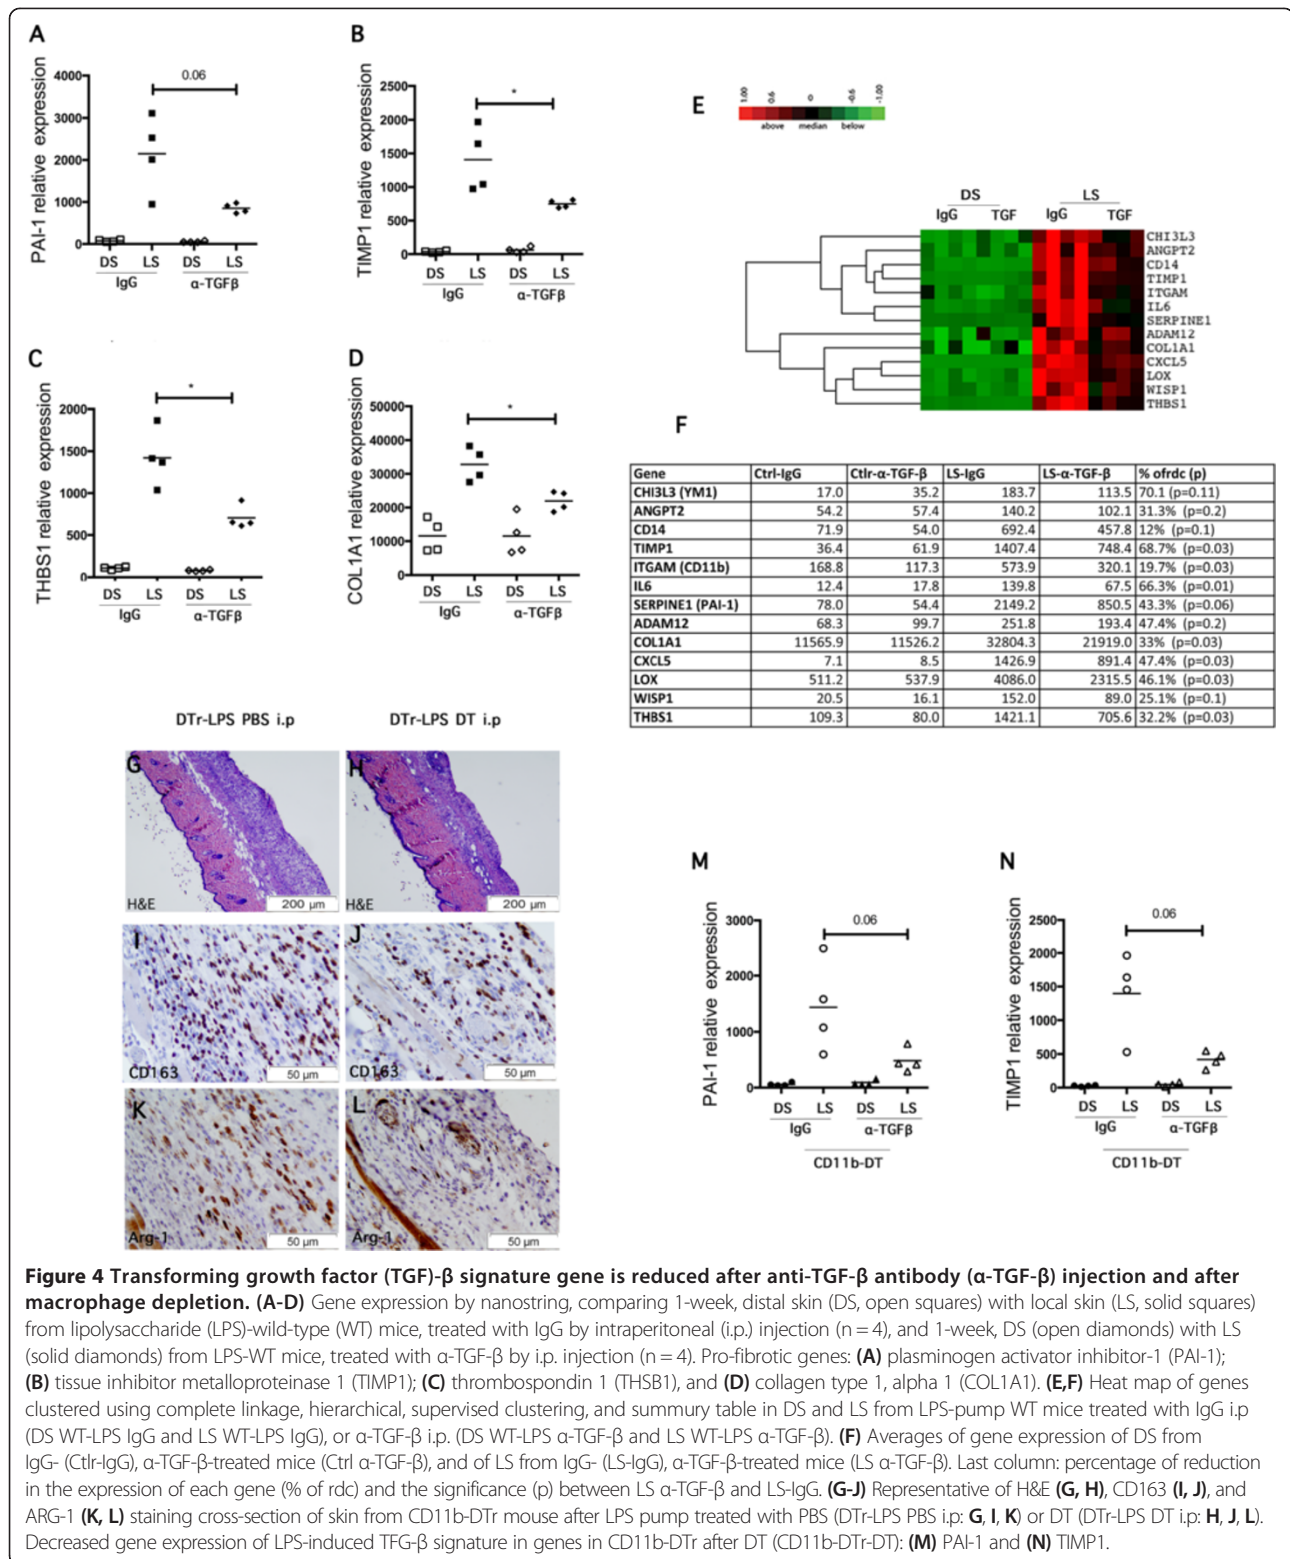 A
PAI-1 relative expression
4000
3000
2000
1000
0
0.06
DS LS DS LS
IgG α-TGFβ
B
TIMP1 relative expression
2500
2000
1500
1000
500
0
*
DS LS DS LS
IgG α-TGFβ
E
1.00 0.6 0 -0.6 -1.00
above median below
DS LS
IgG TGF IgG TGF
CHI3L3
ANGPT2
CD14
TIMP1
ITGAM
IL6
SERPINE1
ADAM12
COL1A1
CXCL5
LOX
WISP1
THBS1
C
THBS1 relative expression
2000
1500
1000
500
0
*
DS LS DS LS
IgG α-TGFβ
D
COL1A1 relative expression
50000
40000
30000
20000
10000
0
*
DS LS DS LS
IgG α-TGFβ
F
Gene Ctrl-IgG Ctlr-α-TGF-β LS-IgG LS-α-TGF-β % ofrdc (p)
CHI3L3 (YM1) 17.0 35.2 183.7 113.5 70.1 (p=0.11)
ANGPT2 54.2 57.4 140.2 102.1 31.3% (p=0.2)
CD14 71.9 54.0 692.4 457.8 12% (p=0.1)
TIMP1 36.4 61.9 1407.4 748.4 68.7% (p=0.03)
ITGAM (CD11b) 168.8 117.3 573.9 320.1 19.7% (p=0.03)
IL6 12.4 17.8 139.8 67.5 66.3% (p=0.01)
SERPINE1 (PAI-1) 78.0 54.4 2149.2 850.5 43.3% (p=0.06)
ADAM12 68.3 99.7 251.8 193.4 47.4% (p=0.2)
COL1A1 11565.9 11526.2 32804.3 21919.0 33% (p=0.03)
CXCL5 7.1 8.5 1426.9 891.4 47.4% (p=0.03)
LOX 511.2 537.9 4086.0 2315.5 46.1% (p=0.03)
WISP1 20.5 16.1 152.0 89.0 25.1% (p=0.1)
THBS1 109.3 80.0 1421.1 705.6 32.2% (p=0.03)
DTr-LPS PBS i.p DTr-LPS DT i.p
G
H&E
200 µm
H
H&E
200 µm
I
CD163
50 µm
J
CD163
50 µm
K
Arg-1
50 µm
L
Arg-1
50 µm
M
PAI-1 relative expression
3000
2000
1000
0
0.06
DS LS DS LS
IgG α-TGFβ
CD11b-DT
N
TIMP1 relative expression
2500
2000
1500
1000
500
0
0.06
DS LS DS LS
IgG α-TGFβ
CD11b-DT
Figure 4 Transforming growth factor (TGF)-β signature gene is reduced after anti-TGF-β antibody (α-TGF-β) injection and after
macrophage depletion. (A-D) Gene expression by nanostring, comparing 1-week, distal skin (DS, open squares) with local skin (LS, solid squares)
from lipolysaccharide (LPS)-wild-type (WT) mice, treated with IgG by intraperitoneal (i.p.) injection (n = 4), and 1-week, DS (open diamonds) with LS
(solid diamonds) from LPS-WT mice, treated with α-TGF-β by i.p. injection (n = 4). Pro-fibrotic genes: (A) plasminogen activator inhibitor-1 (PAI-1);
(B) tissue inhibitor metalloproteinase 1 (TIMP1); (C) thrombospondin 1 (THSB1), and (D) collagen type 1, alpha 1 (COL1A1). (E,F) Heat map of genes
clustered using complete linkage, hierarchical, supervised clustering, and summury table in DS and LS from LPS-pump WT mice treated with IgG i.p
(DS WT-LPS IgG and LS WT-LPS IgG), or α-TGF-β i.p. (DS WT-LPS α-TGF-β and LS WT-LPS α-TGF-β). (F) Averages of gene expression of DS from
IgG- (Ctlr-IgG), α-TGF-β-treated mice (Ctrl α-TGF-β), and of LS from IgG- (LS-IgG), α-TGF-β-treated mice (LS α-TGF-β). Last column: percentage of reduction
in the expression of each gene (% of rdc) and the significance (p) between LS α-TGF-β and LS-IgG. (G-J) Representative of H&E (G, H), CD163 (I, J), and
ARG-1 (K, L) staining cross-section of skin from CD11b-DTr mouse after LPS pump treated with PBS (DTr-LPS PBS i.p: G, I, K) or DT (DTr-LPS DT i.p: H, J, L).
Decreased gene expression of LPS-induced TFG-β signature in genes in CD11b-DTr after DT (CD11b-DTr-DT): (M) PAI-1 and (N) TIMP1.